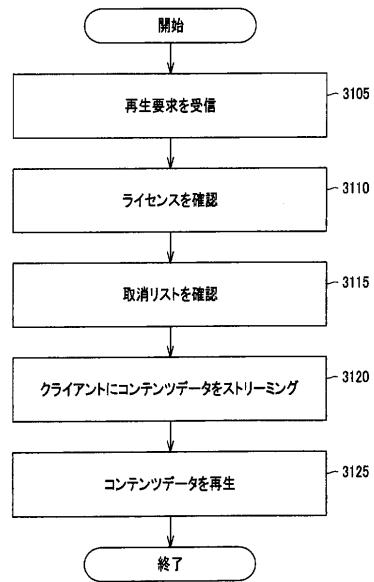 開始
再生要求を受信
3105
ライセンスを確認
3110
取消リストを確認
3115
クライアントにコンテンツデータをストリーミング
3120
コンテンツデータを再生
3125
終了